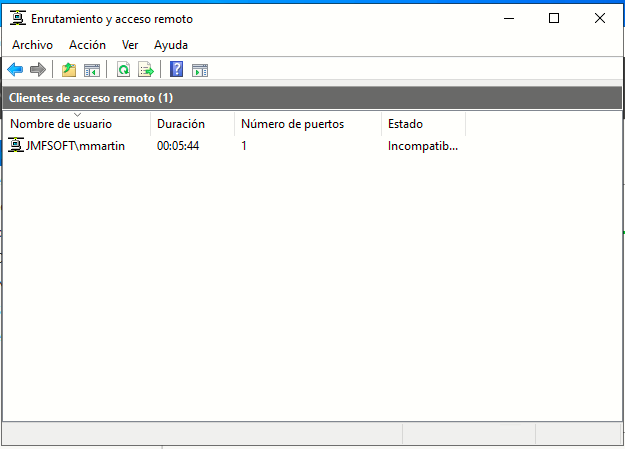 Enrutamiento y acceso remoto
Archivo Acción Ver Ayuda
Clientes de acceso remoto (1)
Nombre de usuario Duración Número de puertos Estado
JMFSOFT\mmartin 00:05:44 1 Incompatib...